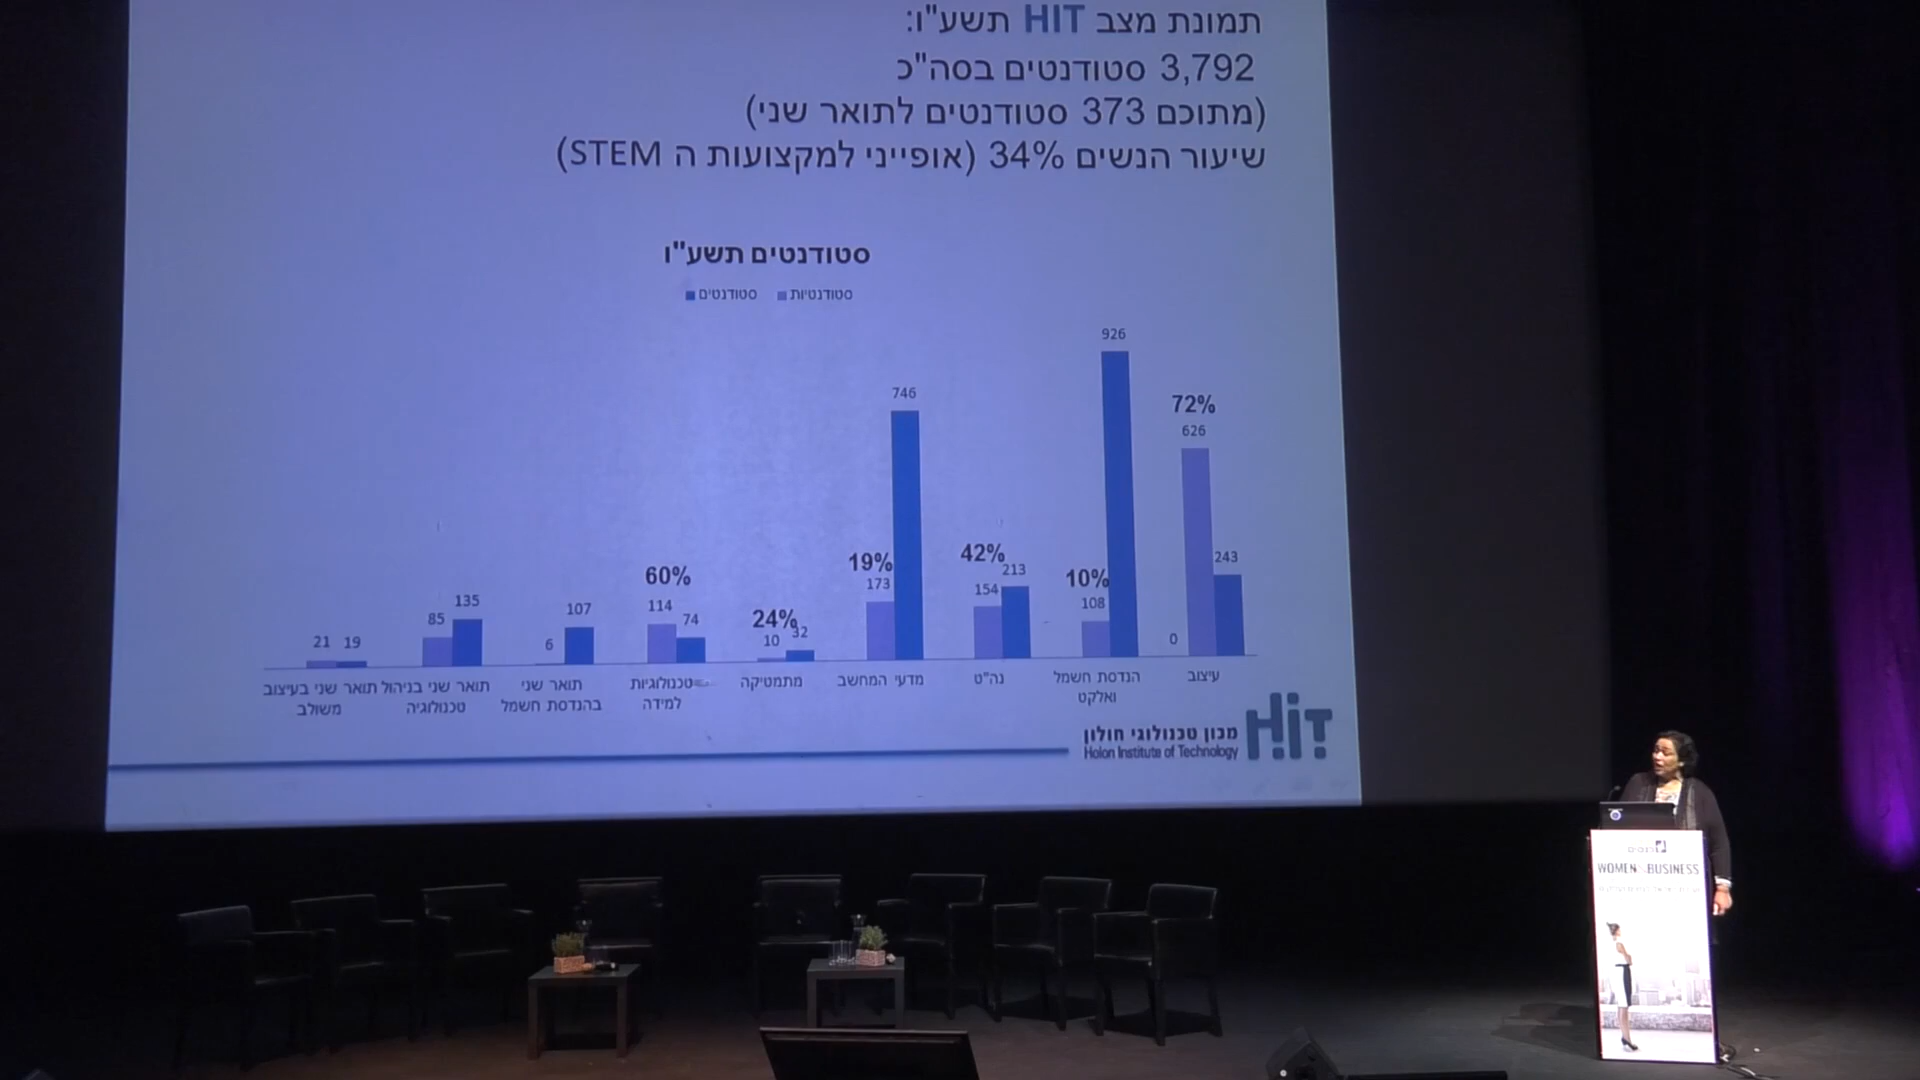 תמונת מצב HIT תשע"ו:
3,792 סטודנטים בסה"כ
(מתוכם 373 סטודנטים לתואר שני)
שיעור הנשים 34% (אופייני למקצועות ה STEM)
סטודנטים תשע"ו
סטודנטיות סטודנטים
926
746
72%
626
42%
213
243
19%
173
60%
10%
154
135
107
114
108
85
74
24%
32
21 19
6
10
0
עיצוב
הנדסת חשמל ואלקט
נה"ט
מדעי המחשב
מתמטיקה
טכנולוגיות למידה
תואר שני בהנדסת חשמל
תואר שני בניהול טכנולוגיה
תואר שני בעיצוב משולב
HiT
מכון טכנולוגי חולון
Holon Institute of Technology
WOMEN & BUSINESS